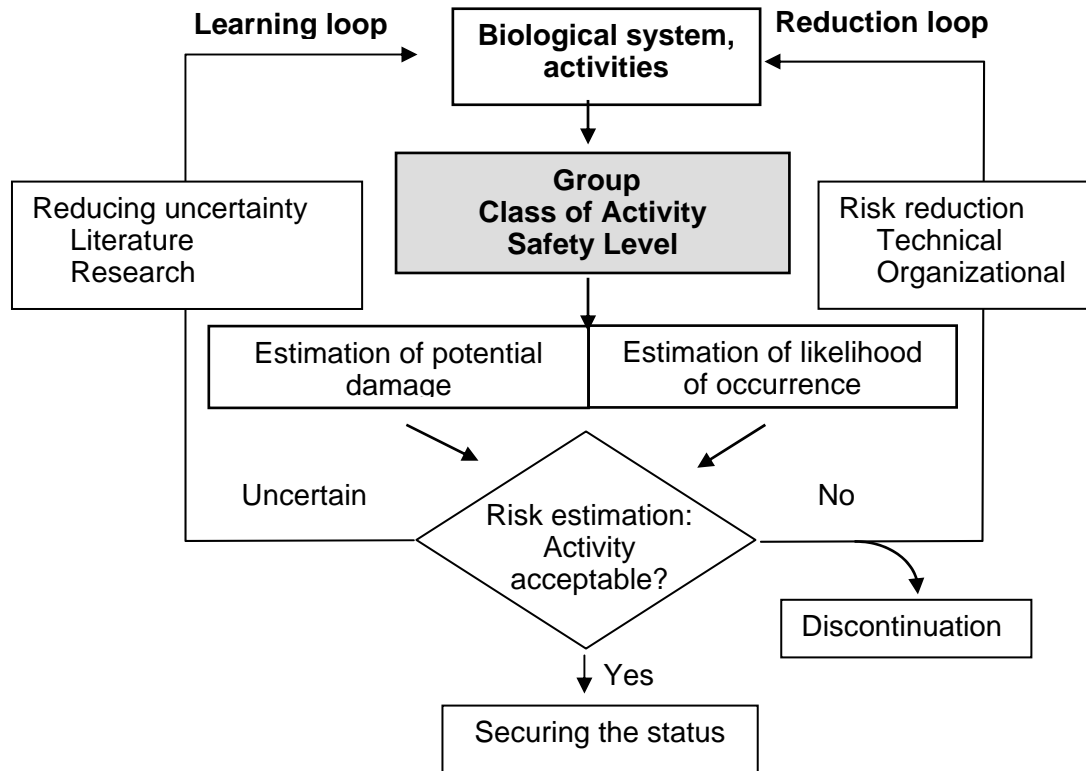 Learning loop
Biological system,
activities
Reduction loop
Group
Class of Activity
Safety Level
Reducing uncertainty
Literature
Research
Risk reduction
Technical
Organizational
Estimation of potential
damage
Estimation of likelihood
of occurrence
Uncertain
No
Risk estimation:
Activity
acceptable?
Discontinuation
Yes
Securing the status